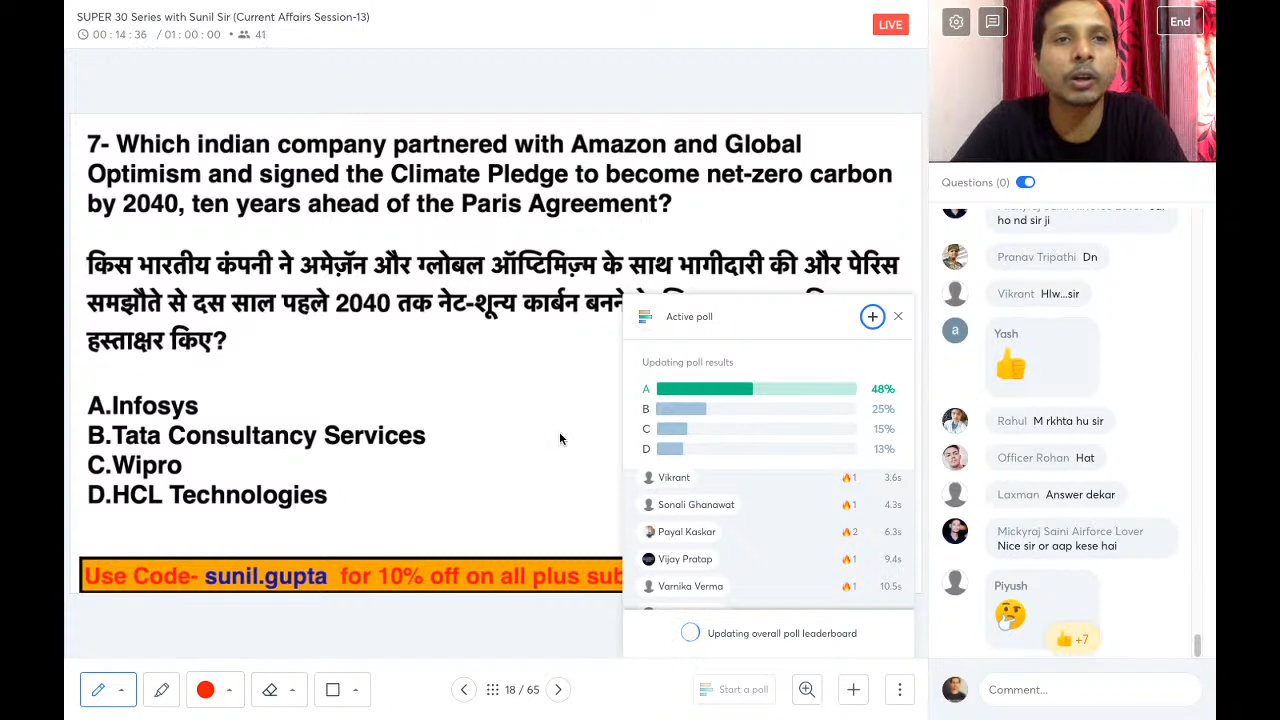 SUPER 30 Series with Sunil Sir (Current Affairs Session-13)
00 : 14 : 36 / 01 : 00 : 00 • 41
LIVE
End
7- Which indian company partnered with Amazon and Global
Optimism and signed the Climate Pledge to become net-zero carbon
by 2040, ten years ahead of the Paris Agreement?
किस भारतीय कंपनी ने अमेज़ॅन और ग्लोबल ऑप्टिमिज़्म के साथ भागीदारी की और पेरिस
समझौते से दस साल पहले 2040 तक नेट-शून्य कार्बन बनने
हस्ताक्षर किए?
A.Infosys
B.Tata Consultancy Services
C.Wipro
D.HCL Technologies
Use Code- sunil.gupta for 10% off on all plus sub
Active poll
Updating poll results
A 48%
B 25%
C 15%
D 13%
Vikrant 1 3.6s
Sonali Ghanawat 1 4.3s
Payal Kaskar 2 6.3s
Vijay Pratap 1 9.4s
Varnika Verma 1 10.5s
Updating overall poll leaderboard
18 / 65
Start a poll
Questions (0)
ho nd sir ji
Pranav Tripathi Dn
Vikrant Hlw...sir
a
Yash
Rahul M rkhta hu sir
Officer Rohan Hat
Laxman Answer dekar
Mickyraj Saini Airforce Lover
Nice sir or aap kese hai
Piyush
+7
Comment...